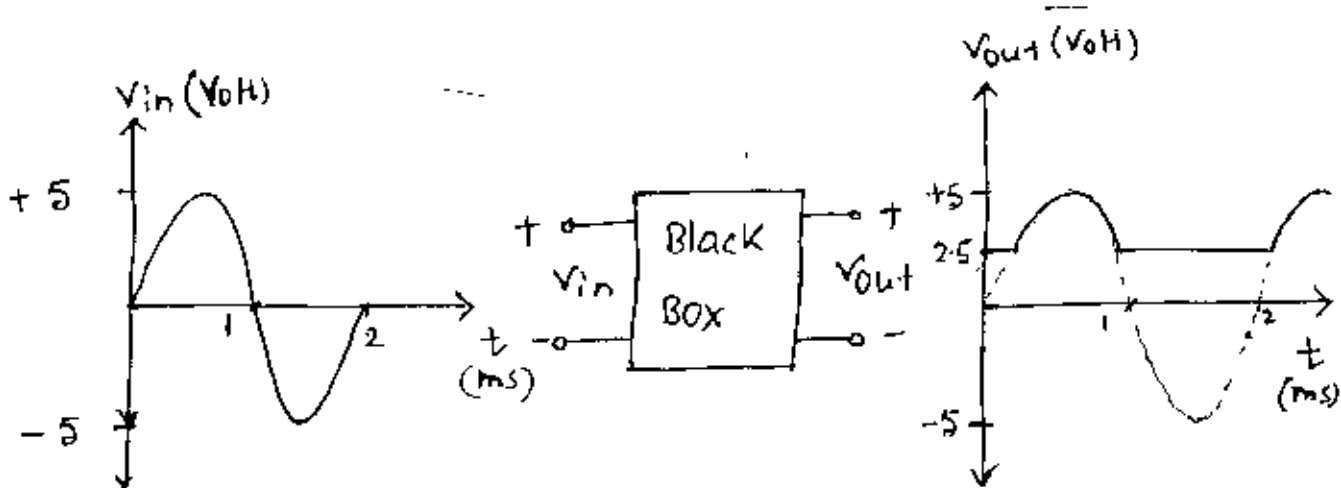 Vin (Volt)
+5
-5
1
2
t
(ms)
+
Vin
-
Black
Box
+
Vout
-
Vout (Volt)
+5
2.5
-5
1
2
t
(ms)